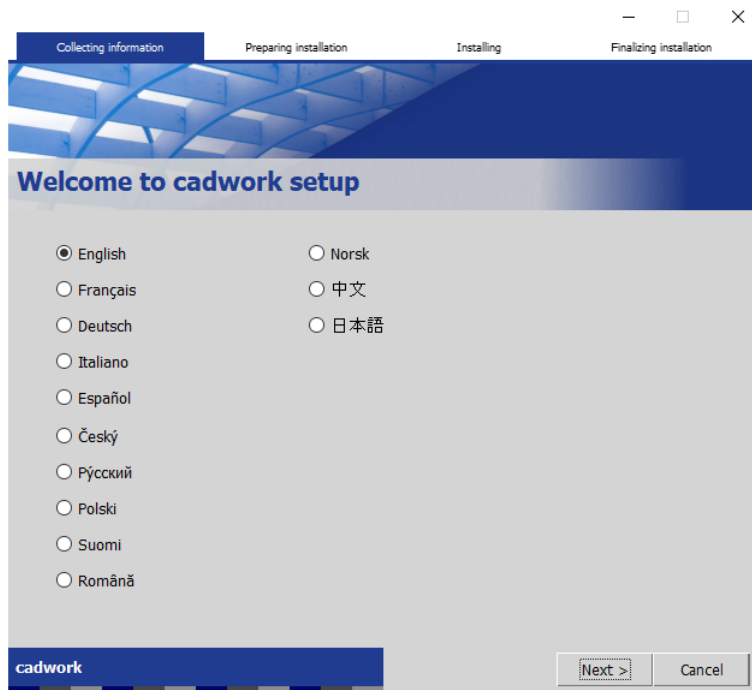 Collecting information
Preparing installation
Installing
Finalizing installation
Welcome to cadwork setup
English
Français
Deutsch
Italiano
Español
Český
Рýсский
Polski
Suomi
Română
Norsk
中文
日本語
cadwork
Next >
Cancel